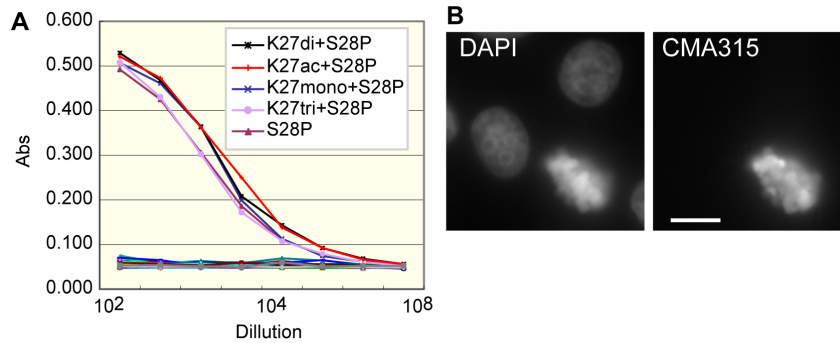 A
Abs
0.600
0.500
0.400
0.300
0.200
0.100
0.000
10²
10⁴
10⁸
Dillution
K27di+S28P
K27ac+S28P
K27mono+S28P
K27tri+S28P
S28P
B
DAPI
CMA315